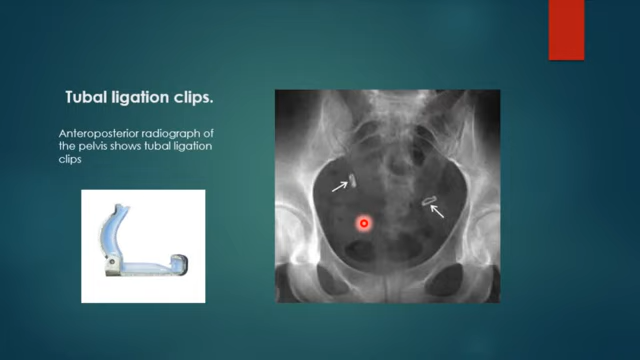 Tubal ligation clips.
Anteroposterior radiograph of
the pelvis shows tubal ligation
clips